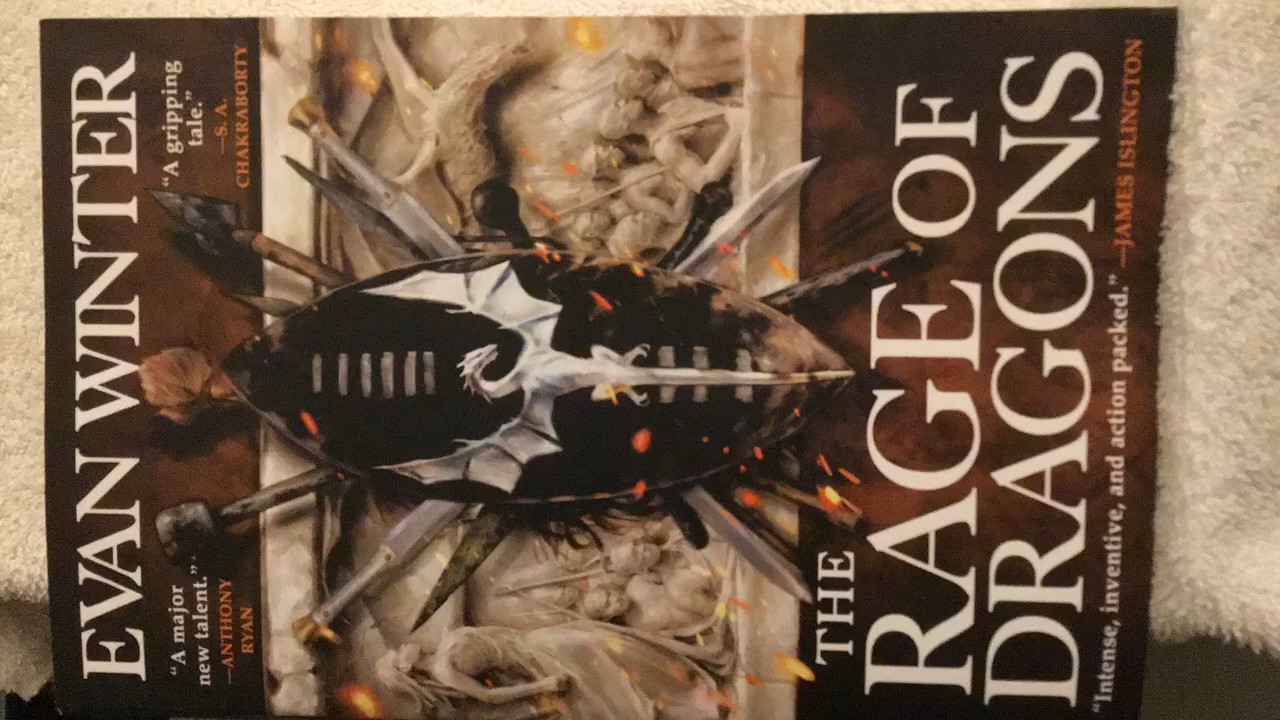 EVAN WINTER
“A major
new talent.”
—ANTHONY
RYAN
“A gripping
tale.”
—S. A.
CHAKRABORTY
THE
RAGE OF
DRAGONS
“Intense, inventive, and action packed.” —JAMES ISLINGTON